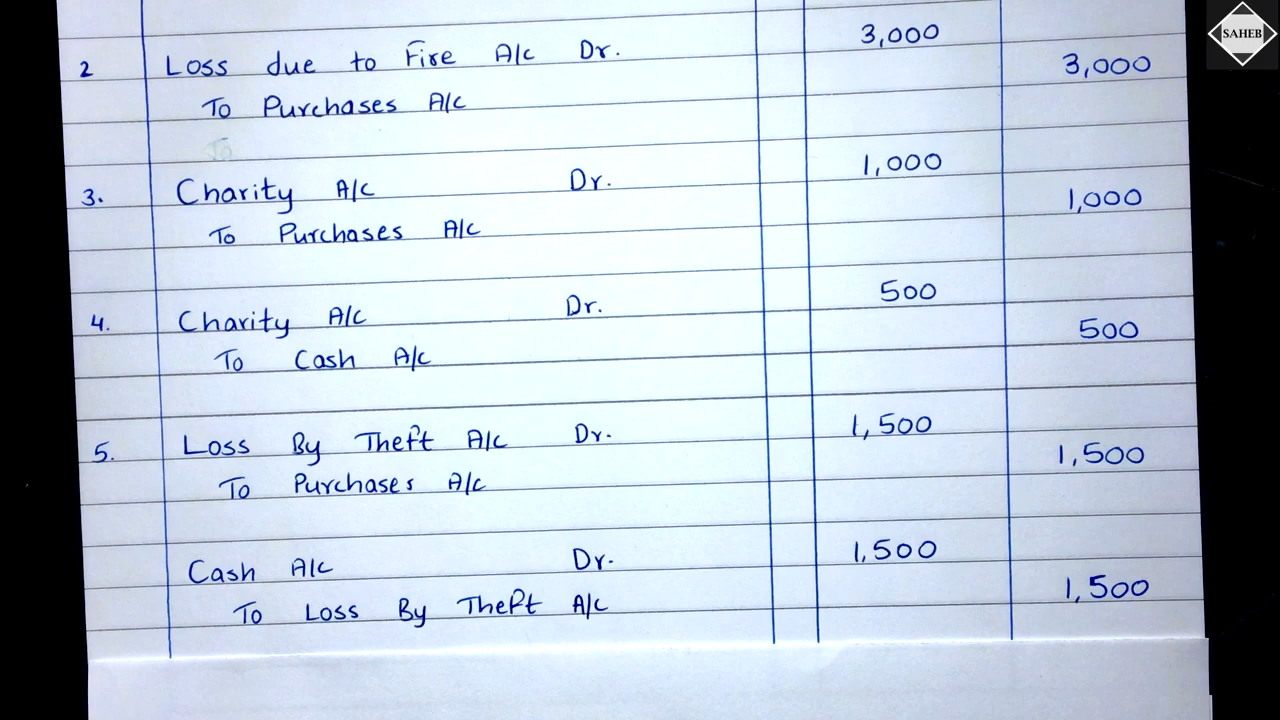 SAHEB
2 Loss due to Fire A/c Dr. 3,000
To Purchases A/c 3,000
To
3. Charity A/c Dr. 1,000
To Purchases A/c 1,000
4. Charity A/c Dr. 500
To Cash A/c 500
5. Loss By Theft A/c Dr. 1,500
To Purchases A/c 1,500
Cash A/c Dr. 1,500
To Loss By Theft A/c 1,500